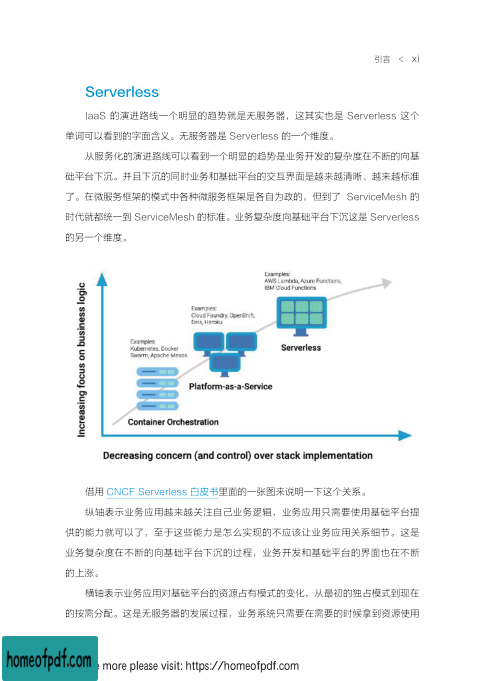 引言 < xi
Serverless
IaaS 的演进路线一个明显的趋势就是无服务器，这其实也是 Serverless 这个
单词可以看到的字面含义。无服务器是 Serverless 的一个维度。
从服务化的演进路线可以看到一个明显的趋势是业务开发的复杂度在不断的向基
础平台下沉。并且下沉的同时业务和基础平台的交互界面是越来越清晰、越来越标准
了。在微服务框架的模式中各种微服务框架是各自为政的，但到了 ServiceMesh 的
时代就都统一到 ServiceMesh 的标准。业务复杂度向基础平台下沉这是 Serverless
的另一个维度。
Increasing focus on business logic
Examples:
AWS Lambda, Azure Functions,
IBM Cloud Functions
Serverless
Examples:
Cloud Foundry, OpenShift,
Deis, Heroku
Platform-as-a-Service
Examples:
Kubernetes, Docker
Swarm, Apache Mesos
Container Orchestration
Decreasing concern (and control) over stack implementation
借用 CNCF Serverless 白皮书里面的一张图来说明一下这个关系。
纵轴表示业务应用越来越关注自己业务逻辑，业务应用只需要使用基础平台提
供的能力就可以了，至于这些能力是怎么实现的不应该让业务应用关系细节。这是
业务复杂度在不断的向基础平台下沉的过程，业务开发和基础平台的界面也在不断
的上涨。
横轴表示业务应用对基础平台的资源占有模式的变化，从最初的独占模式到现在
的按需分配。这是无服务器的发展过程，业务系统只需要在需要的时候拿到资源使用
homeofpdf.com
more please visit: https://homeofpdf.com